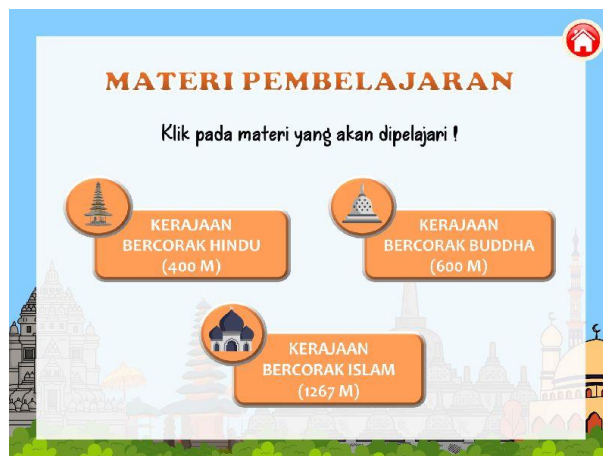 MATERI PEMBELAJARAN
Klik pada materi yang akan dipelajari !
KERAJAAN
BERCORAK HINDU
(400 M)
KERAJAAN
BERCORAK BUDDHA
(600 M)
KERAJAAN
BERCORAK ISLAM
(1267 M)